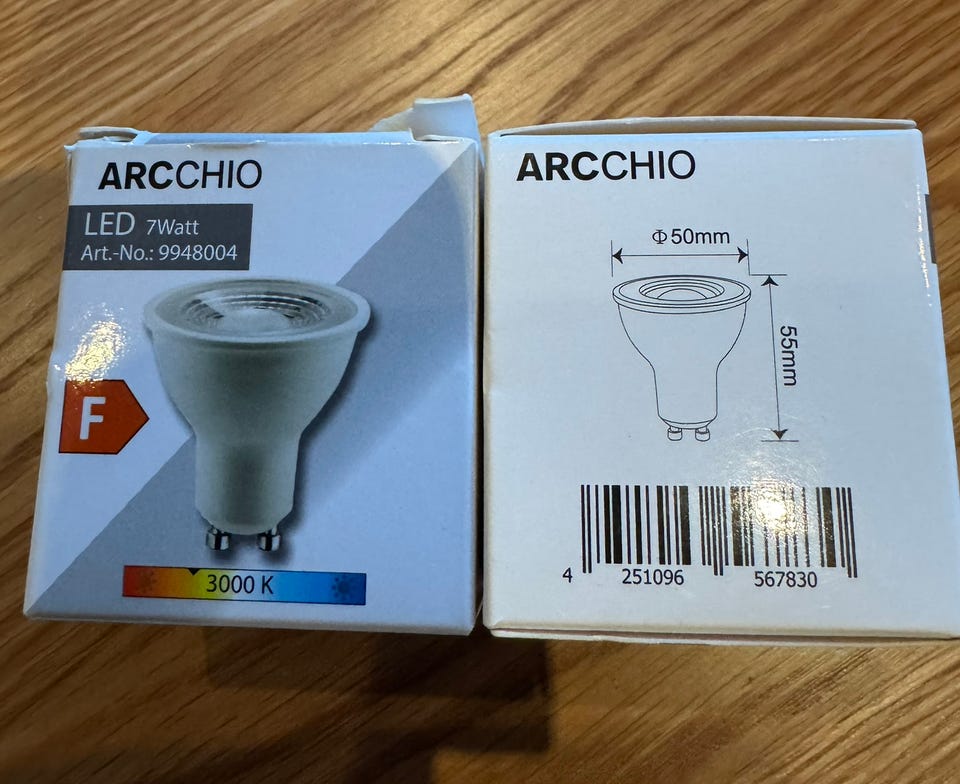 ARCCHIO
LED 7Watt
Art.-No.: 9948004
F
3000 K
ARCCHIO
Φ50mm
55mm
4 251096 567830